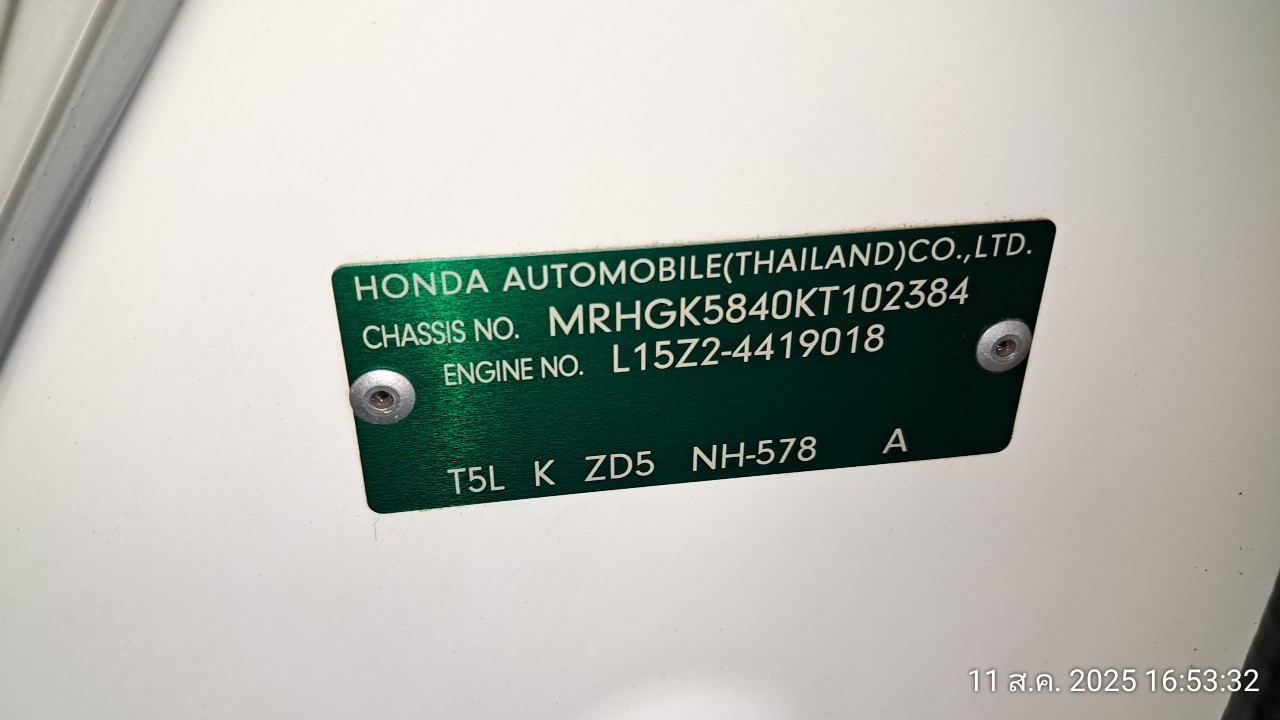 HONDA AUTOMOBILE(THAILAND)CO.,LTD.
CHASSIS NO. MRHGK5840KT102384
ENGINE NO. L15Z2-4419018
T5L K ZD5 NH-578 A
11 ส.ค. 2025 16:53:32